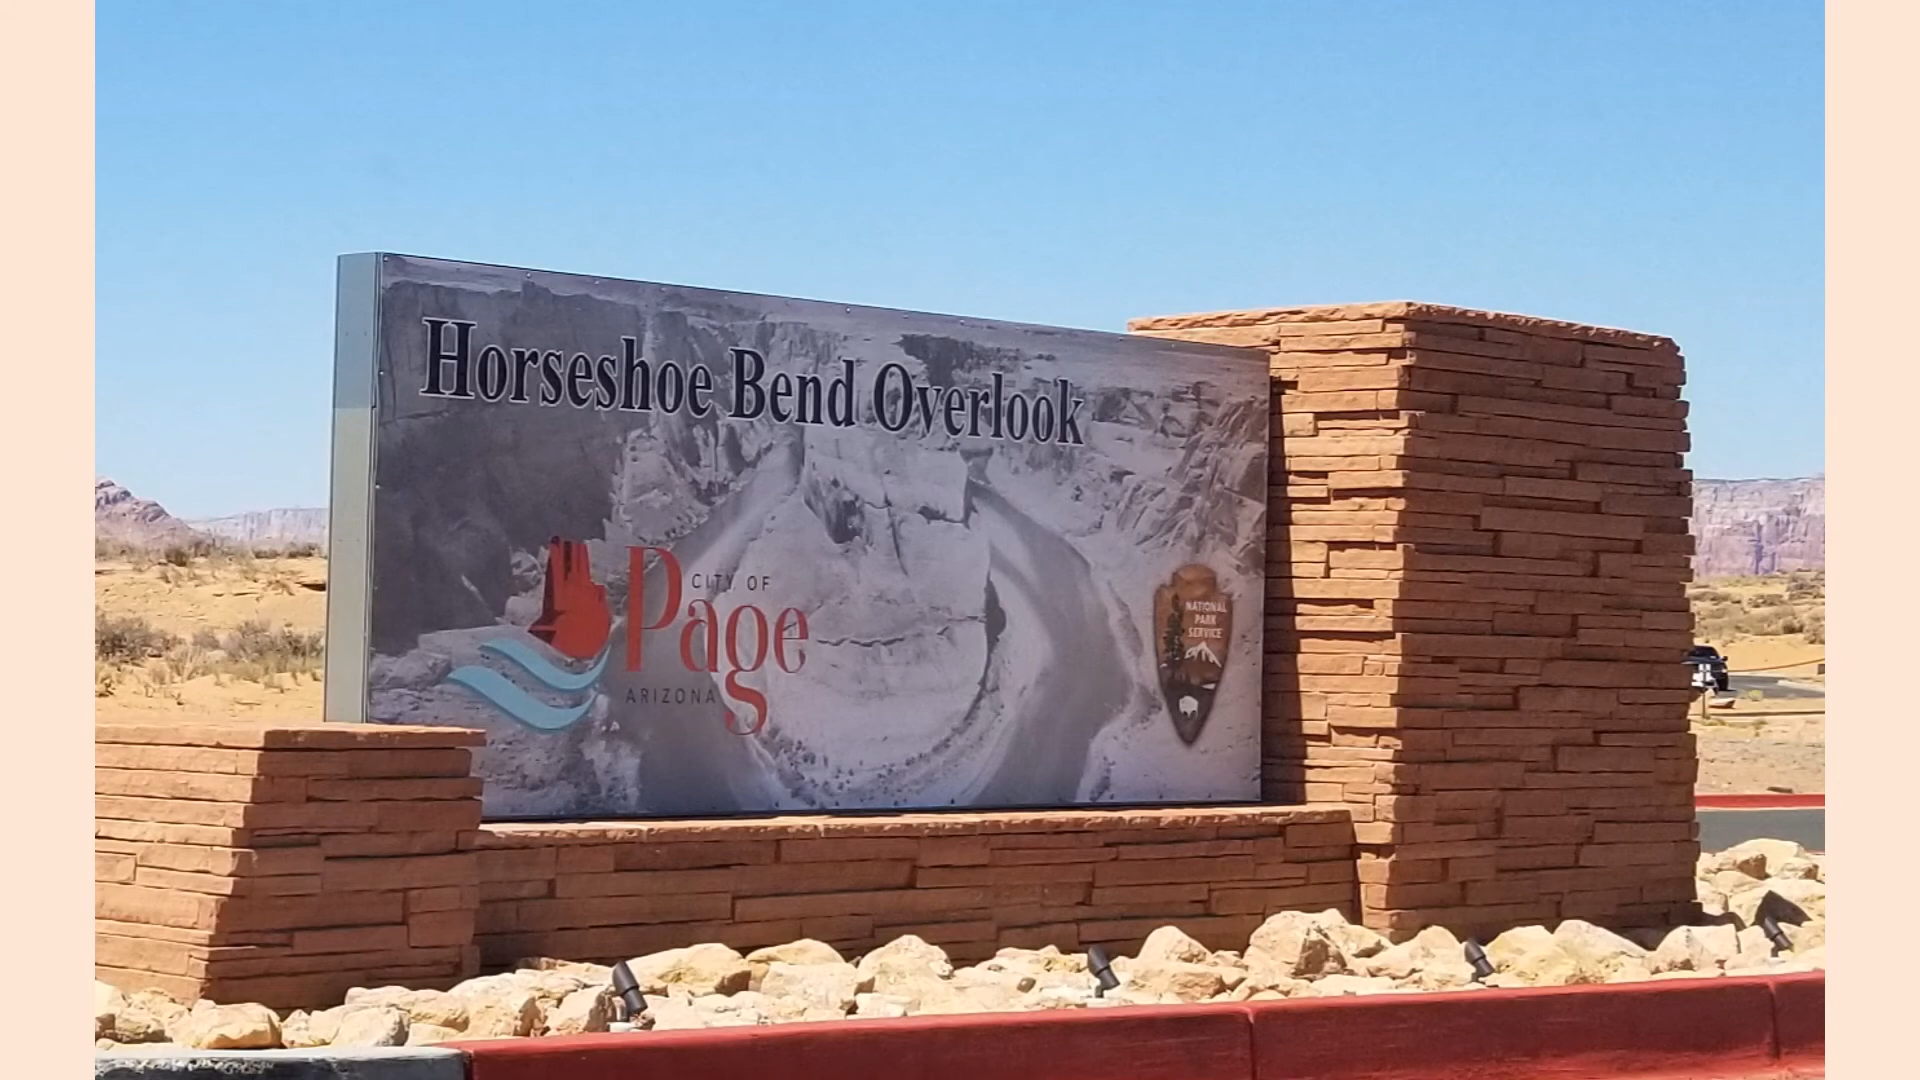 Horseshoe Bend Overlook
CITY OF
Page
ARIZONA
NATIONAL
PARK
SERVICE